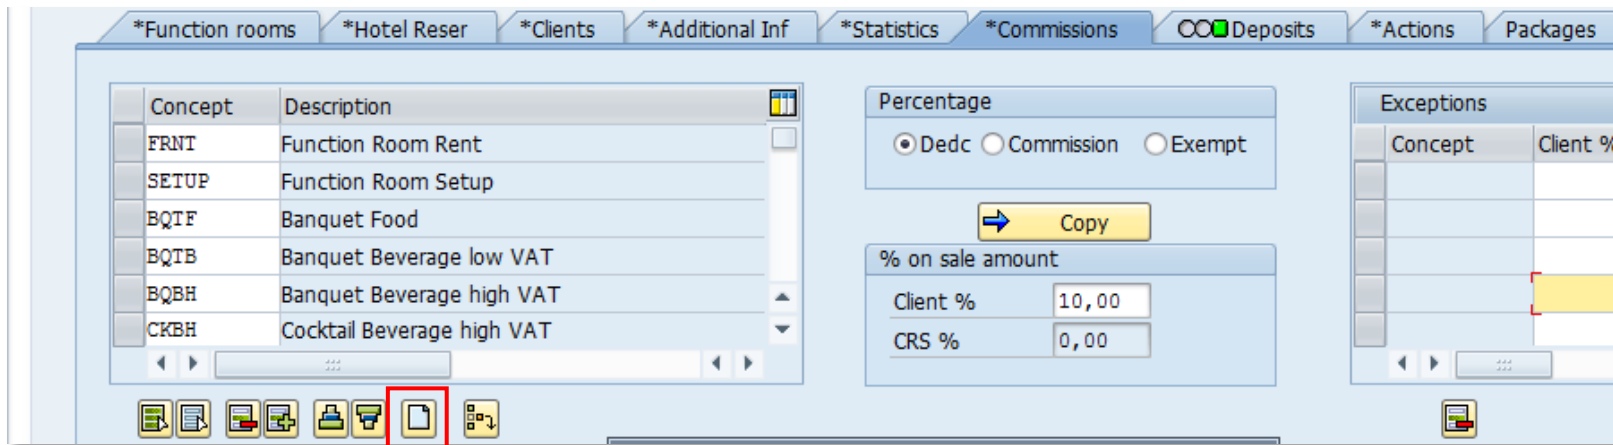 *Function rooms *Hotel Reser *Clients *Additional Inf *Statistics *Commissions Deposits *Actions Packages
Concept Description
FRNT Function Room Rent
SETUP Function Room Setup
BQTF Banquet Food
BQTB Banquet Beverage low VAT
BQBH Banquet Beverage high VAT
CKBH Cocktail Beverage high VAT
Percentage
Dedc Commission Exempt
Copy
% on sale amount
Client % 10,00
CRS % 0,00
Exceptions
Concept Client %